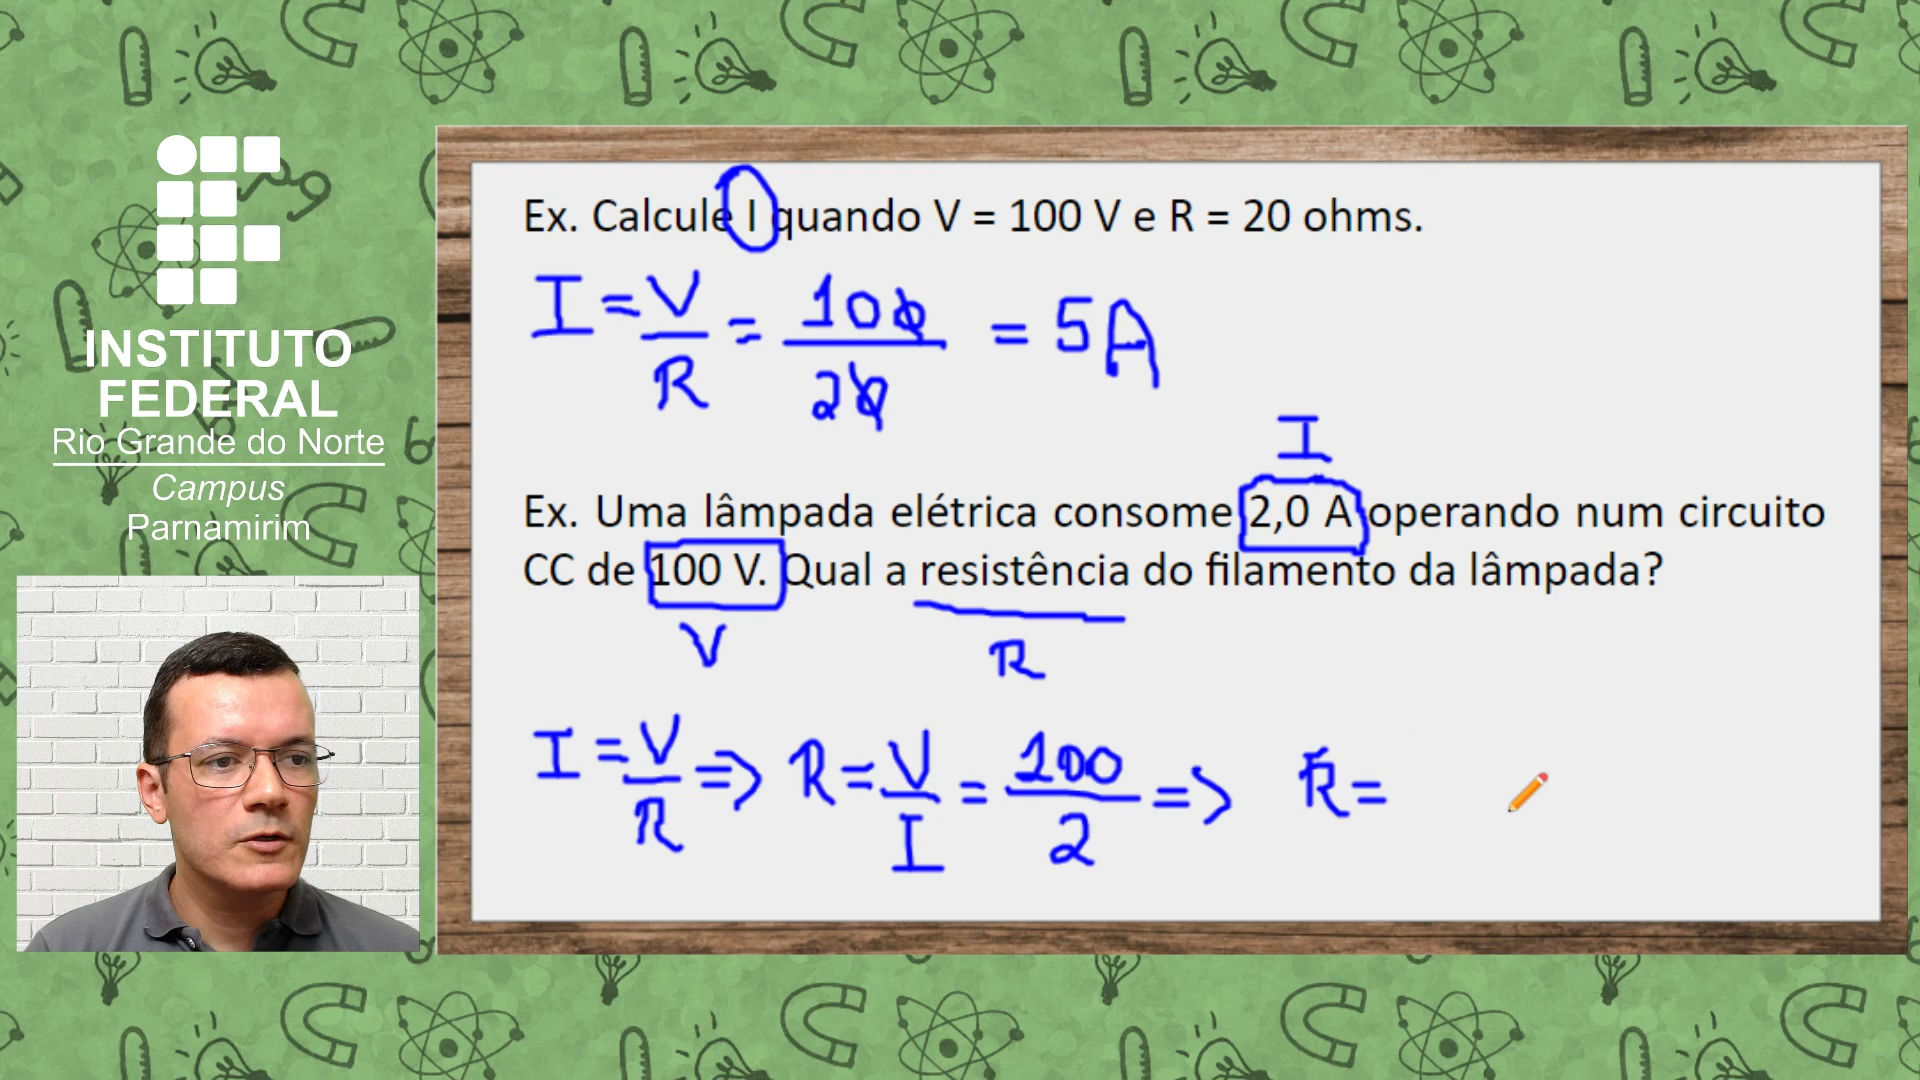 INSTITUTO
FEDERAL
Rio Grande do Norte
Campus
Parnamirim
Ex. Calcule I quando V = 100 V e R = 20 ohms.
I = V/R = 100/20 = 5A
I
Ex. Uma lâmpada elétrica consome 2,0 A operando num circuito
CC de 100 V. Qual a resistência do filamento da lâmpada?
V R
I = V/R => R = V/I = 100/2 => R =